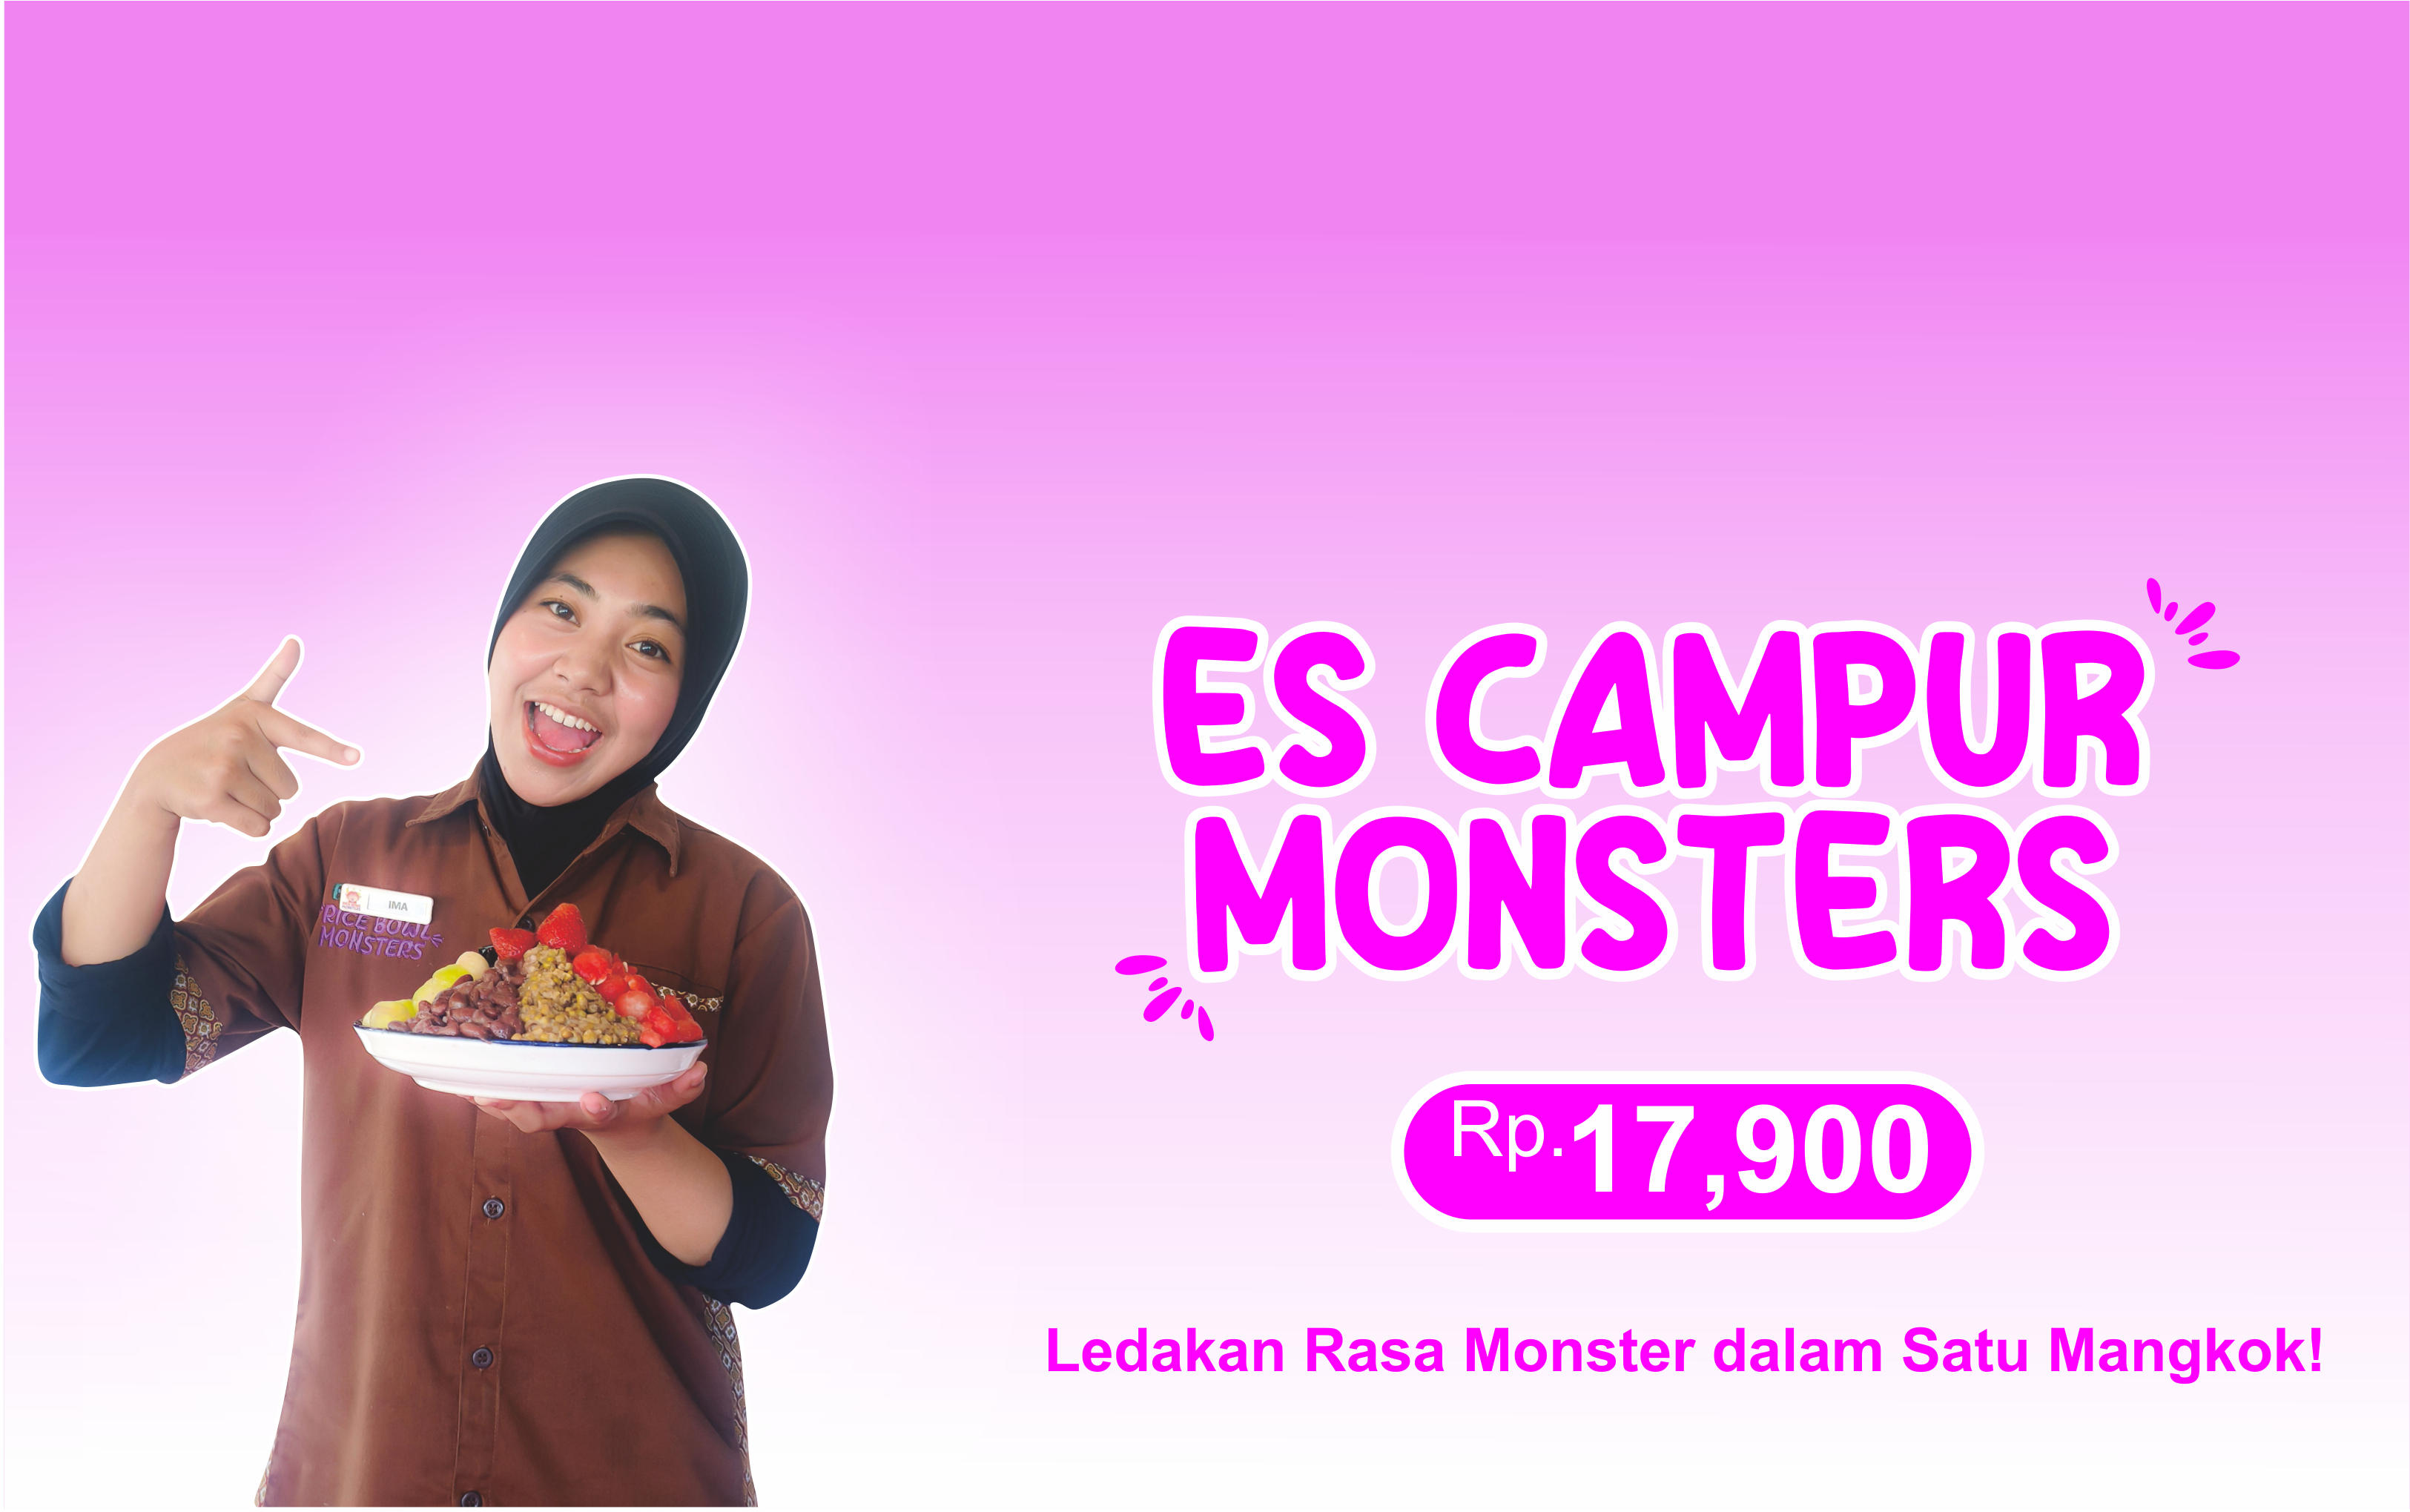 ES CAMPUR
MONSTERS
Rp.17,900
Ledakan Rasa Monster dalam Satu Mangkok!
IMA
RICE BOWL
MONSTERS